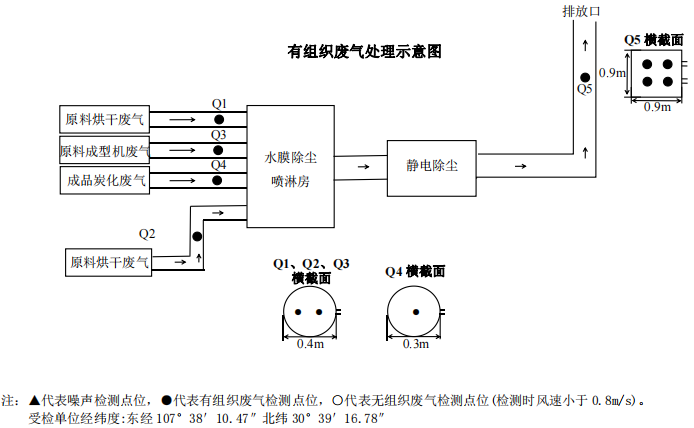 排放口
有组织废气处理示意图
Q5 横截面
0.9m
Q5
0.9m
Q1
原料烘干废气
Q3
原料成型机废气
Q4
成品炭化废气
水膜除尘
喷淋房
静电除尘
Q2
原料烘干废气
Q1、Q2、Q3
横截面
0.4m
Q4 横截面
0.3m
注：▲代表噪声检测点位，●代表有组织废气检测点位，○代表无组织废气检测点位(检测时风速小于 0.8m/s)。
受检单位经纬度:东经 107°38′10.47″北纬 30°39′16.78″